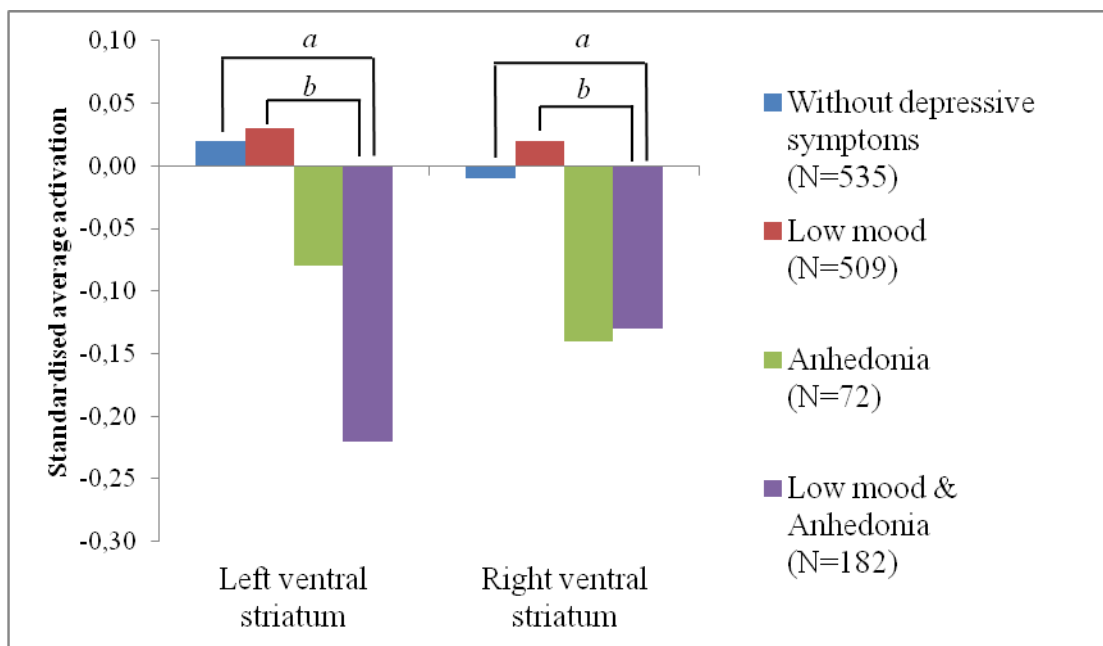 0,10
0,05
0,00
-0,05
-0,10
-0,15
-0,20
-0,25
-0,30
Standardised average activation
a
b
a
b
Left ventral
striatum
Right ventral
striatum
Without depressive
symptoms
(N=535)
Low mood
(N=509)
Anhedonia
(N=72)
Low mood &
Anhedonia
(N=182)